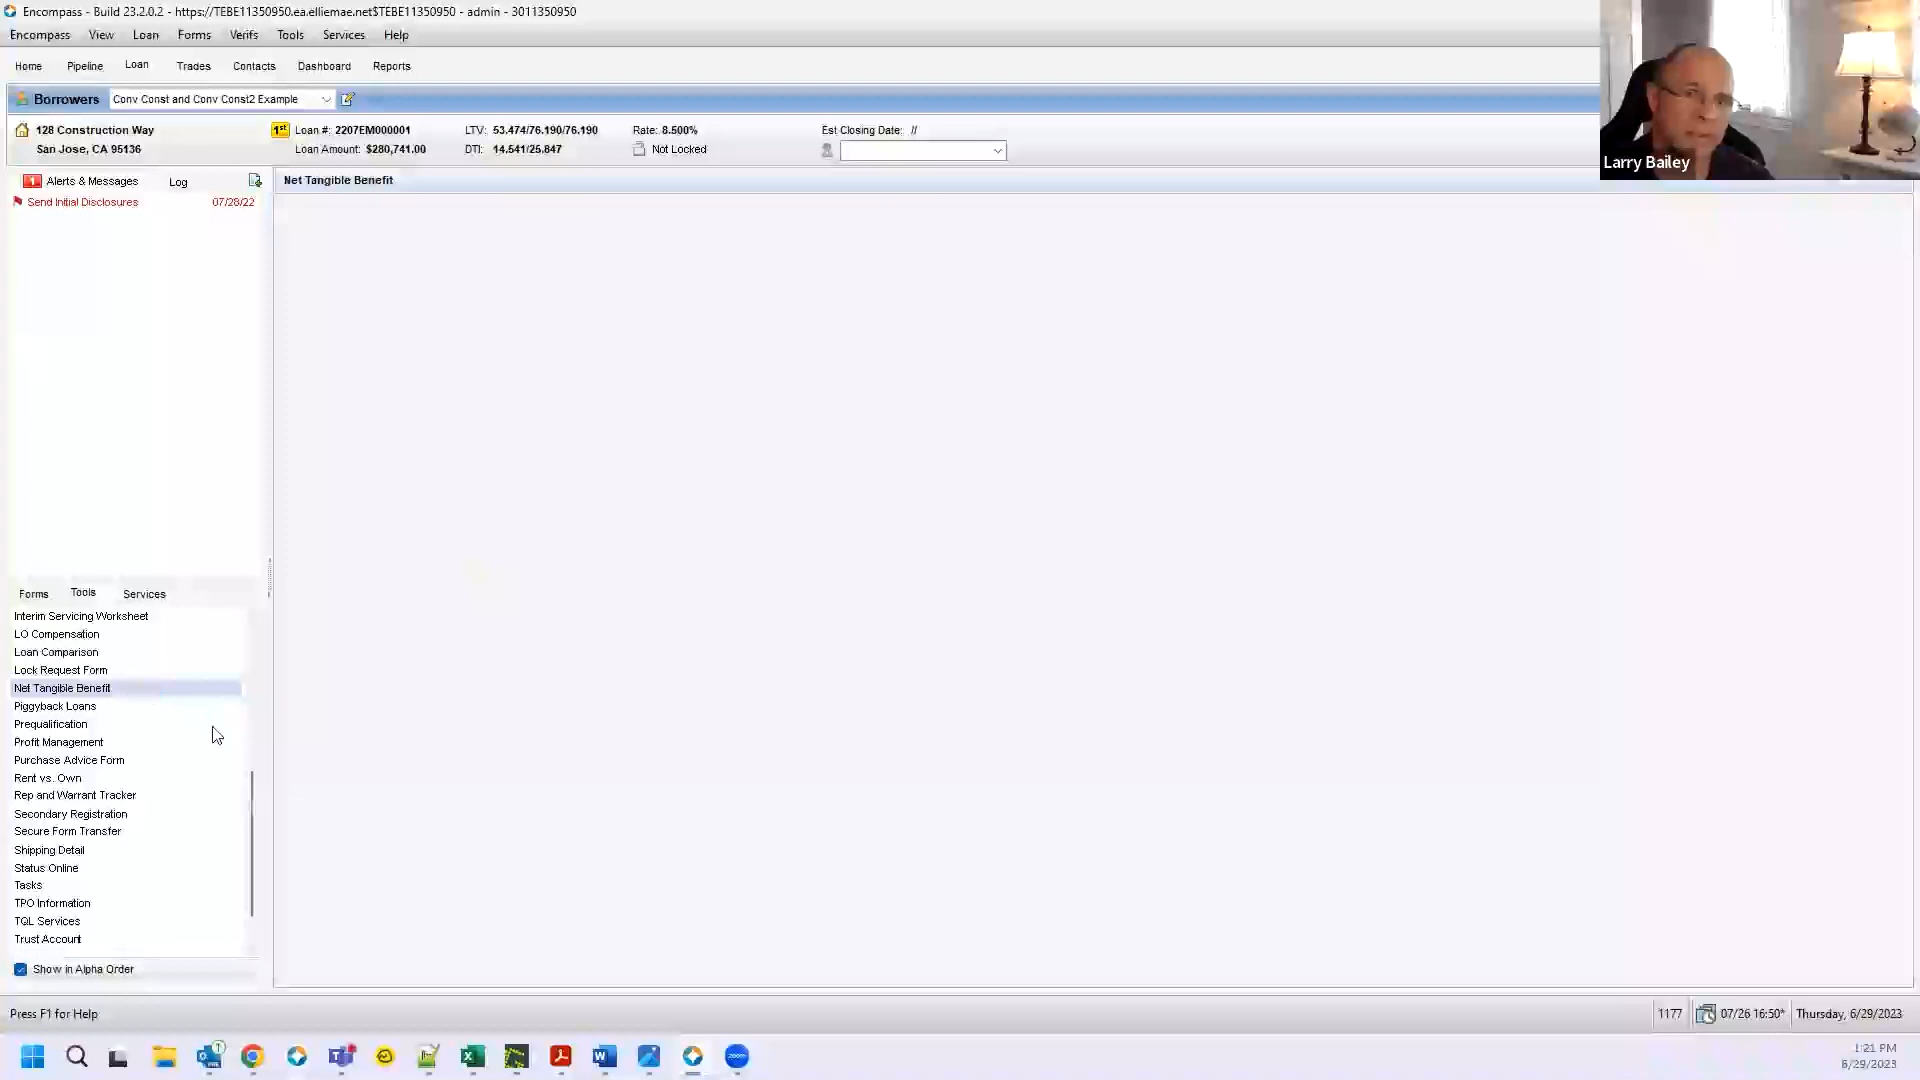 Encompass - Build 23.2.0.2 - https://TEBE11350950.ea.elliemae.net$TEBE11350950 - admin - 3011350950
Encompass View Loan Forms Verifs Tools Services Help
Home Pipeline Loan Trades Contacts Dashboard Reports
Borrowers Conv Const and Conv Const2 Example
128 Construction Way 1st Loan #: 2207EM000001 LTV: 53.474/76.190/76.190 Rate: 8.500% Est Closing Date: //
San Jose, CA 95136 Loan Amount: $280,741.00 DTI: 14.541/25.847 Not Locked
Larry Bailey
1 Alerts & Messages Log
Net Tangible Benefit
Send Initial Disclosures 07/28/22
Forms Tools Services
Interim Servicing Worksheet
LO Compensation
Loan Comparison
Lock Request Form
Net Tangible Benefit
Piggyback Loans
Prequalification
Profit Management
Purchase Advice Form
Rent vs. Own
Rep and Warrant Tracker
Secondary Registration
Secure Form Transfer
Shipping Detail
Status Online
Tasks
TPO Information
TQL Services
Trust Account
Show in Alpha Order
Press F1 for Help 1177 07/26 16:50* Thursday, 6/29/2023
1:21 PM
6/29/2023